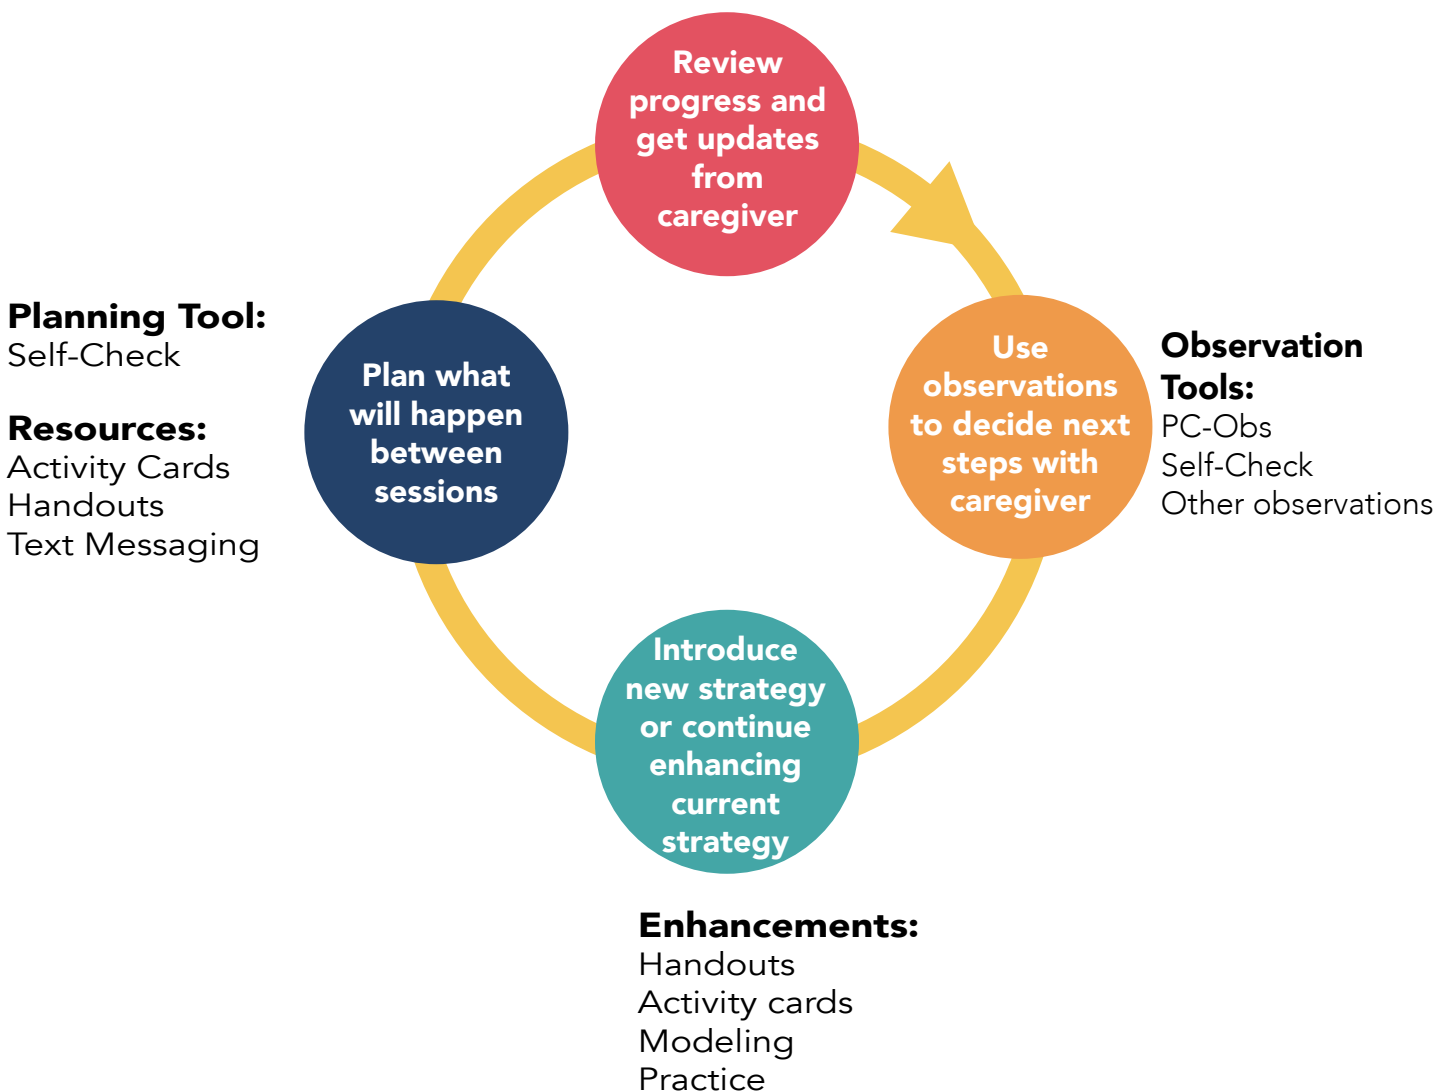 Review
progress and
get updates
from
caregiver
Use
observations
to decide next
steps with
caregiver
Observation
Tools:
PC-Obs
Self-Check
Other observations
Introduce
new strategy
or continue
enhancing
current
strategy
Enhancements:
Handouts
Activity cards
Modeling
Practice
Plan what
will happen
between
sessions
Planning Tool:
Self-Check
Resources:
Activity Cards
Handouts
Text Messaging